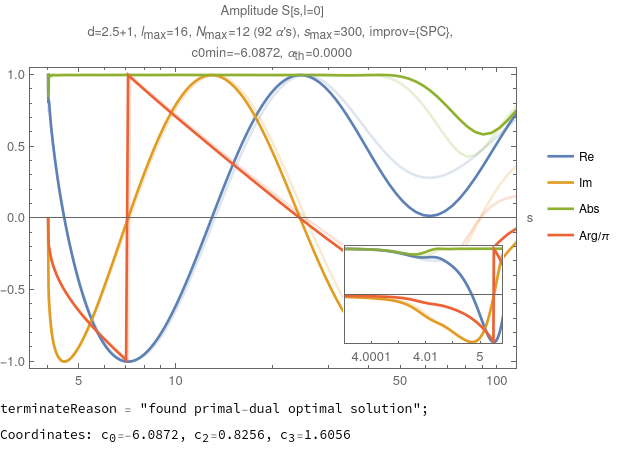 Amplitude S[s,l=0]
d=2.5+1, lmax=16, Nmax=12 (92 α's), smax=300, improv={SPC},
c0min=−6.0872, αth=0.0000
1.0
0.5
0.0
−0.5
−1.0
5
10
50
100
s
Re
Im
Abs
Arg/π
4.0001
4.01
5
terminateReason = "found primal-dual optimal solution";
Coordinates: c0=-6.0872, c2=0.8256, c3=1.6056